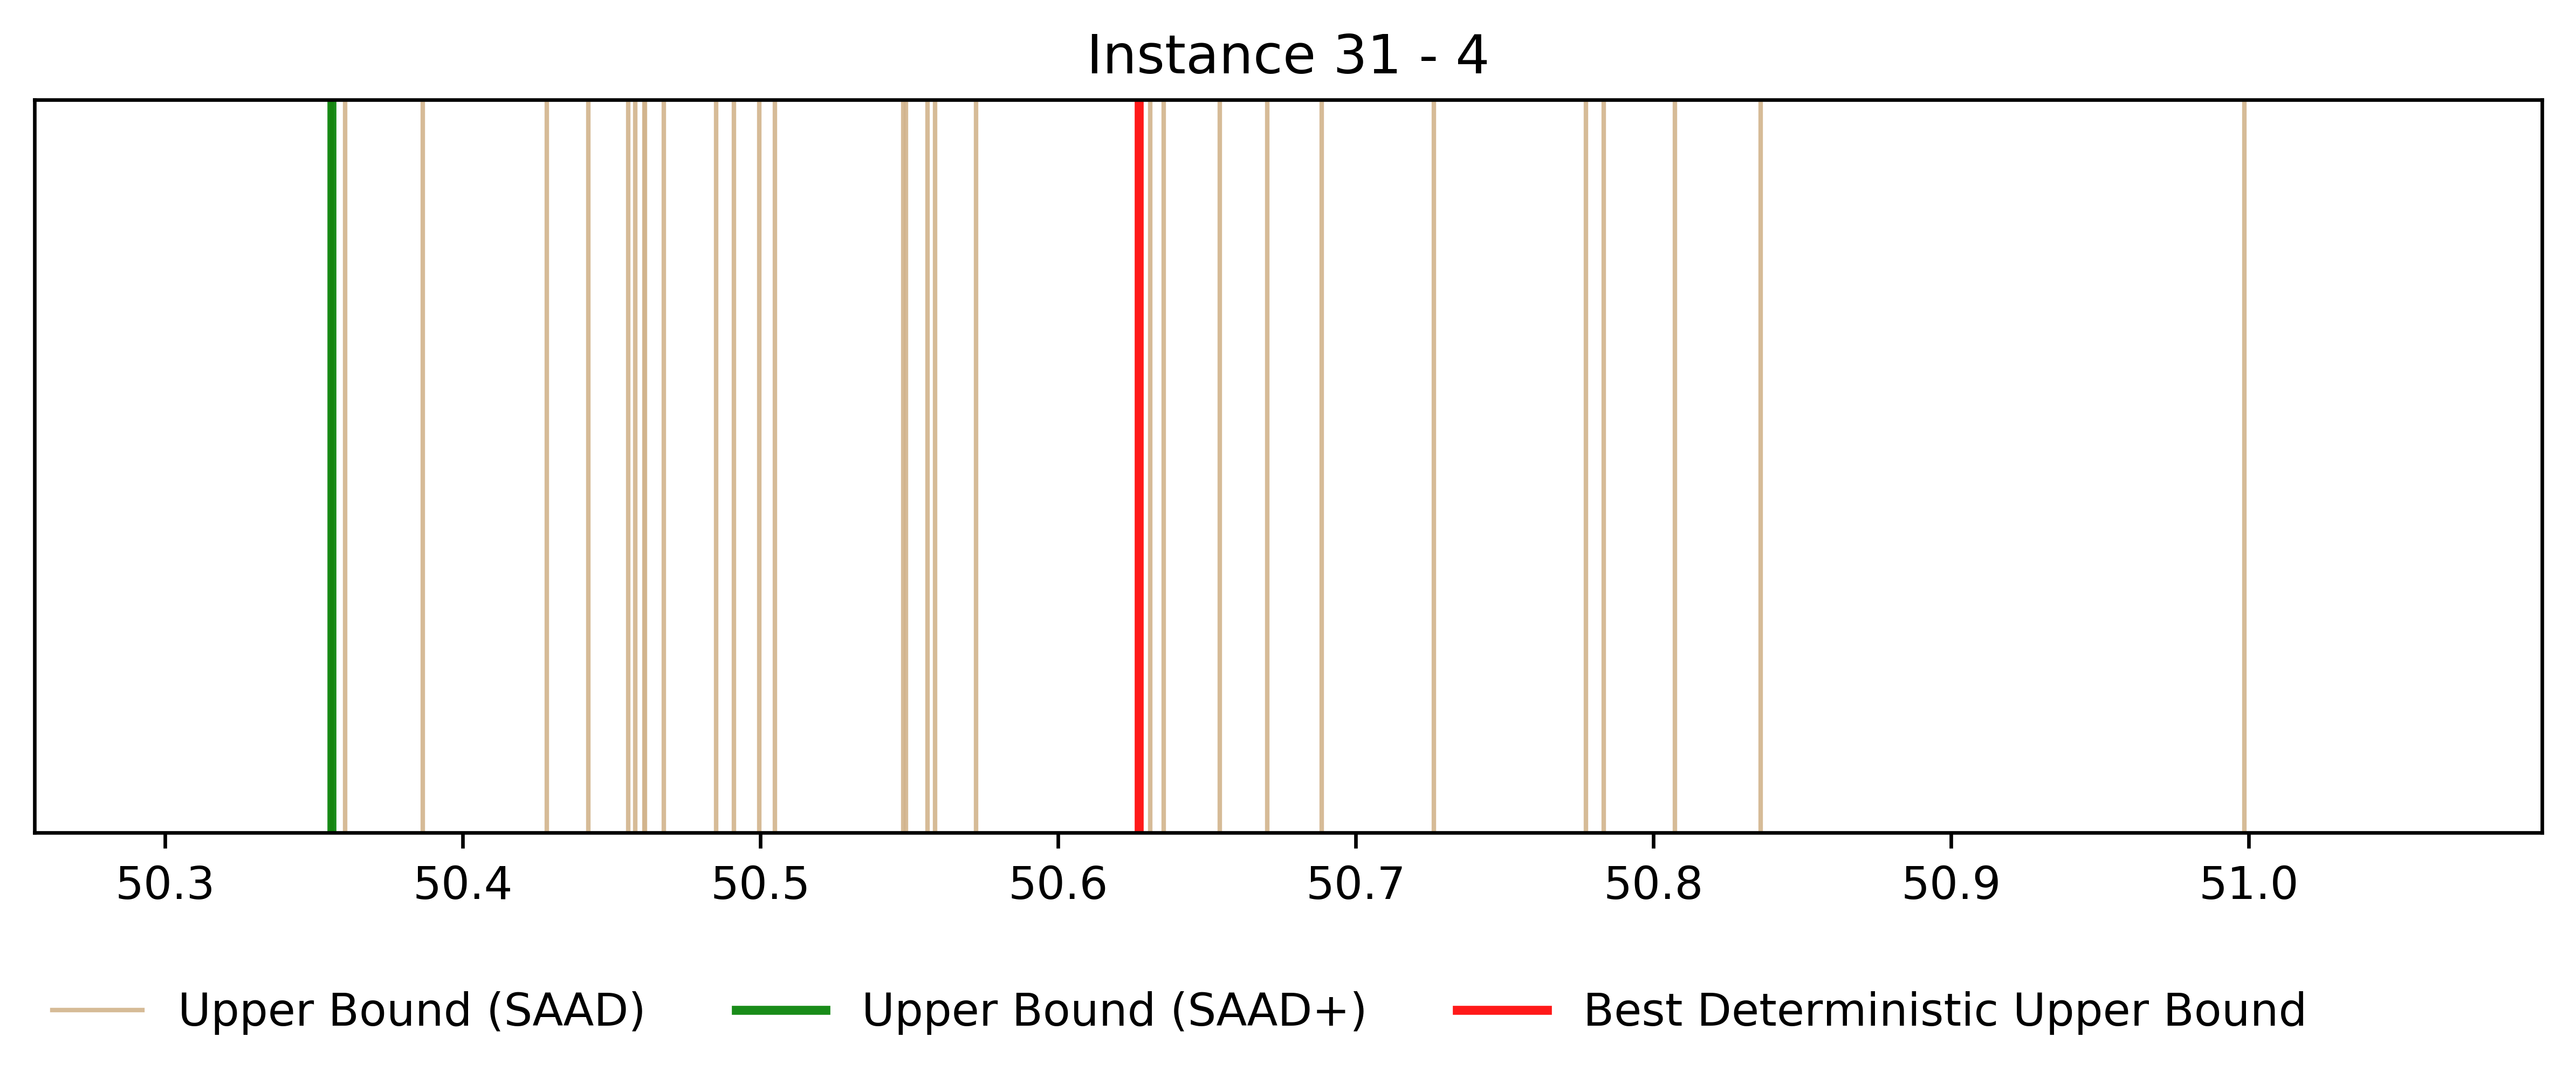 Instance 31 - 4
50.3 50.4 50.5 50.6 50.7 50.8 50.9 51.0
Upper Bound (SAAD) Upper Bound (SAAD+) Best Deterministic Upper Bound